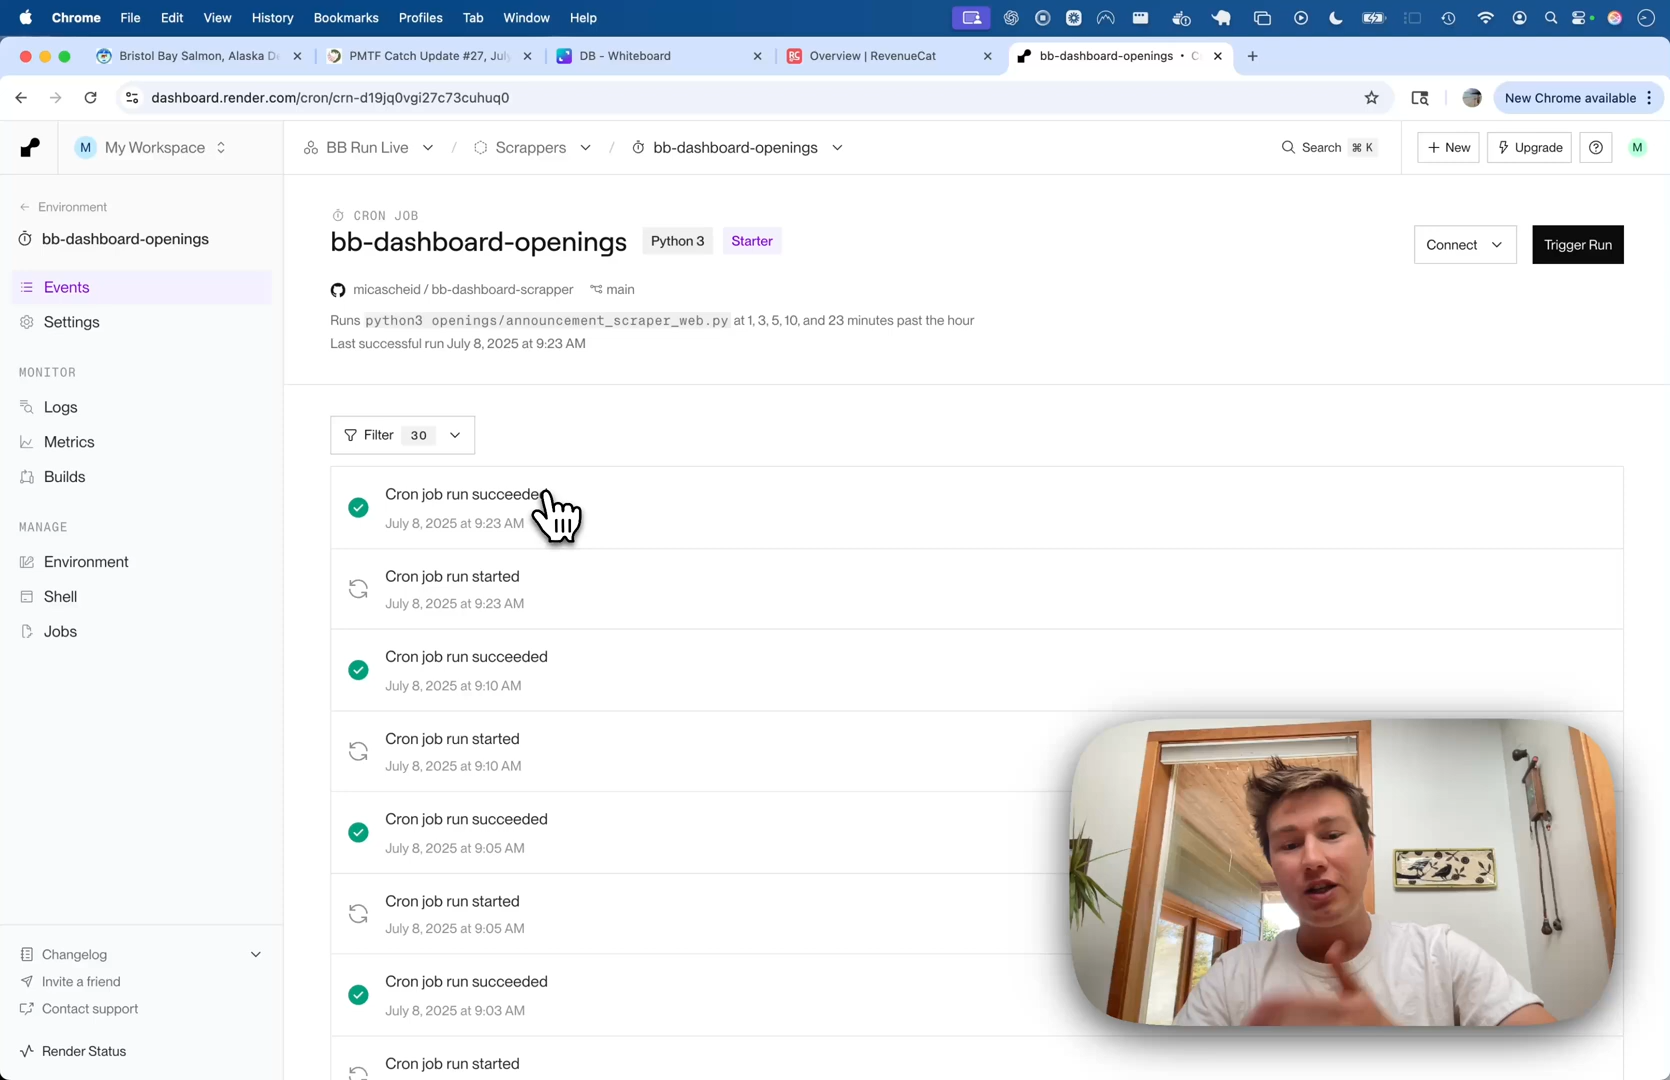 Chrome File Edit View History Bookmarks Profiles Tab Window Help
Bristol Bay Salmon, Alaska D
PMTF Catch Update #27, July
DB - Whiteboard
RC Overview | RevenueCat
bb-dashboard-openings • C
dashboard.render.com/cron/crn-d19jq0vgi27c73cuhuq0
New Chrome available
M My Workspace
BB Run Live / Scrappers / bb-dashboard-openings
Search ⌘ K
+ New
Upgrade
M
← Environment
bb-dashboard-openings
Events
Settings
MONITOR
Logs
Metrics
Builds
MANAGE
Environment
Shell
Jobs
Changelog
Invite a friend
Contact support
Render Status
CRON JOB
bb-dashboard-openings Python 3 Starter
Connect
Trigger Run
micascheid / bb-dashboard-scrapper main
Runs python3 openings/announcement_scraper_web.py at 1, 3, 5, 10, and 23 minutes past the hour
Last successful run July 8, 2025 at 9:23 AM
Filter 30
Cron job run succeeded
July 8, 2025 at 9:23 AM
Cron job run started
July 8, 2025 at 9:23 AM
Cron job run succeeded
July 8, 2025 at 9:10 AM
Cron job run started
July 8, 2025 at 9:10 AM
Cron job run succeeded
July 8, 2025 at 9:05 AM
Cron job run started
July 8, 2025 at 9:05 AM
Cron job run succeeded
July 8, 2025 at 9:03 AM
Cron job run started